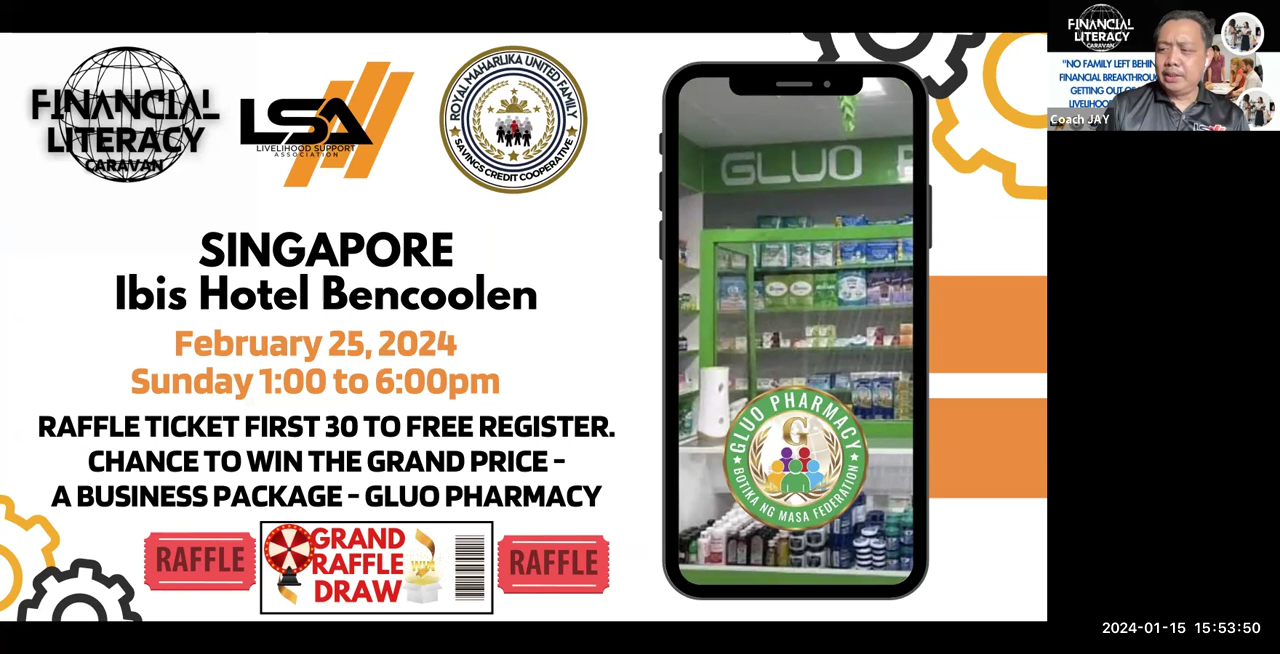 FINANCIAL
LITERACY
CARAVAN
LSA
LIVELIHOOD SUPPORT
ASSOCIATION
ROYAL MAHARLIKA UNITED FAMILY
SAVINGS CREDIT COOPERATIVE
SINGAPORE
Ibis Hotel Bencoolen
February 25, 2024
Sunday 1:00 to 6:00pm
RAFFLE TICKET FIRST 30 TO FREE REGISTER.
CHANCE TO WIN THE GRAND PRICE -
A BUSINESS PACKAGE - GLUO PHARMACY
RAFFLE
GRAND
RAFFLE
DRAW
WIN
RAFFLE
GLUO
GLUO PHARMACY
G
BOTIKA NG MASA FEDERATION
FINANCIAL
LITERACY
CARAVAN
"NO FAMILY LEFT
FINANCIAL
GETTING OUT
Coach JAY
2024-01-15 15:53:50